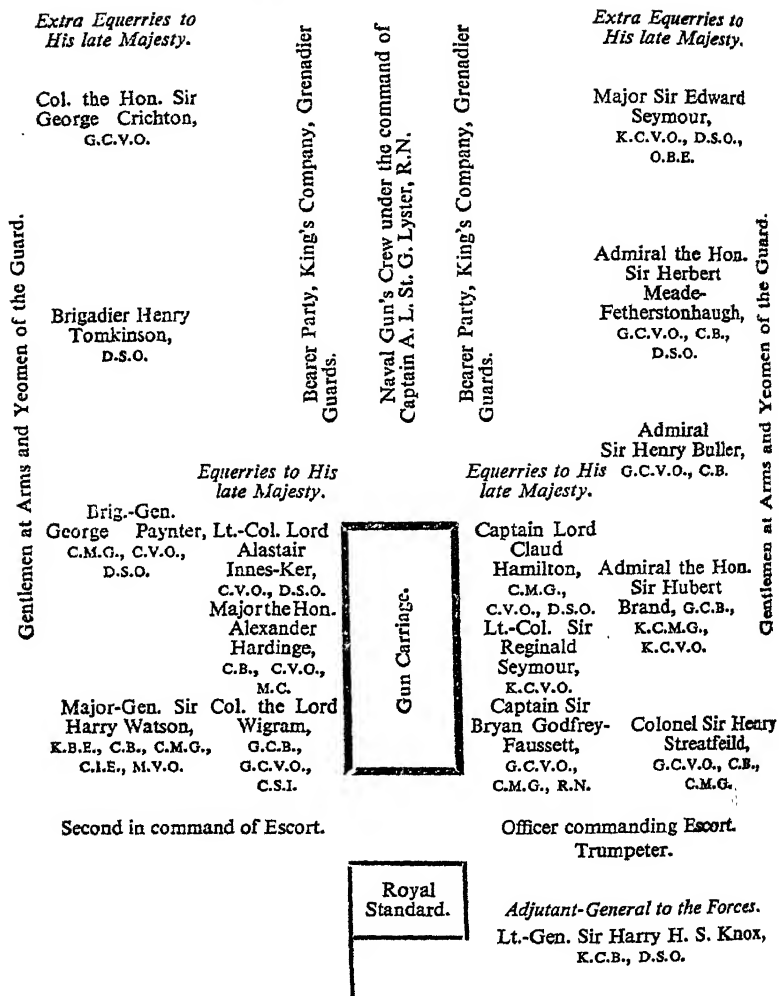 Extra Equerries to
His late Majesty.
Col. the Hon. Sir
George Crichton,
G.C.V.O.
Brigadier Henry
Tomkinson,
D.S.O.
Brig.-Gen.
George Paynter,
C.M.G., C.V.O.,
D.S.O.
Major-Gen. Sir
Harry Watson,
K.B.E., C.B., C.M.G.,
C.I.E., M.V.O.
Gentlemen at Arms and Yeomen of the Guard.
Equerries to His
late Majesty.
Lt.-Col. Lord
Alastair
Innes-Ker,
C.V.O., D.S.O.
Major the Hon.
Alexander
Hardinge,
C.B., C.V.O.,
M.C.
Col. the Lord
Wigram,
G.C.B.,
G.C.V.O.,
C.S.I.
Bearer Party, King's Company, Grenadier
Guards.
Naval Gun's Crew under the command of
Captain A. L. St. G. Lyster, R.N.
Bearer Party, King's Company, Grenadier
Guards.
Gun Carriage.
Equerries to His
late Majesty.
Captain Lord
Claud
Hamilton,
C.M.G.,
C.V.O., D.S.O.
Lt.-Col. Sir
Reginald
Seymour,
K.C.V.O.
Captain Sir
Bryan Godfrey-
Faussett,
G.C.V.O.,
C.M.G., R.N.
Extra Equerries to
His late Majesty.
Major Sir Edward
Seymour,
K.C.V.O., D.S.O.,
O.B.E.
Admiral the Hon.
Sir Herbert
Meade-
Fetherstonhaugh,
G.C.V.O., C.B.,
D.S.O.
Admiral
Sir Henry Buller,
G.C.V.O., C.B.
Admiral the Hon.
Sir Hubert
Brand, G.C.B.,
K.C.M.G.,
K.C.V.O.
Colonel Sir Henry
Streatfeild,
G.C.V.O., C.B.,
C.M.G.
Gentlemen at Arms and Yeomen of the Guard.
Second in command of Escort.
Officer commanding Escort.
Trumpeter.
Royal
Standard.
Adjutant-General to the Forces.
Lt.-Gen. Sir Harry H. S. Knox,
K.C.B., D.S.O.